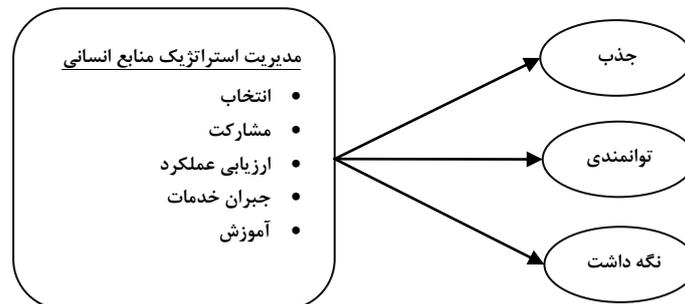 مدیریت استراتژیک منابع انسانی
• انتخاب
• مشارکت
• ارزیابی عملکرد
• جبران خدمات
• آموزش
جذب
توانمندی
نگه داشت